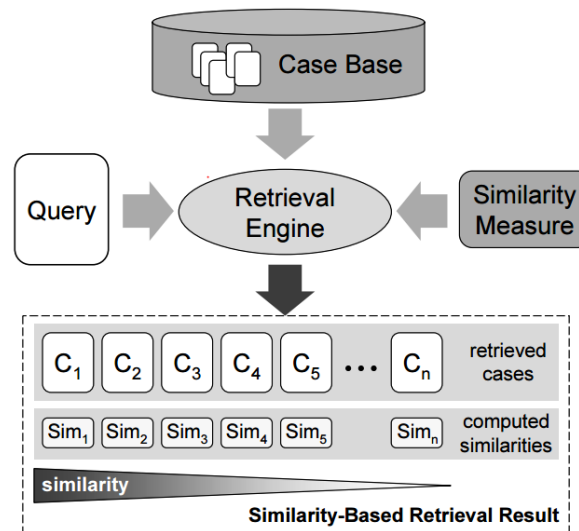 Case Base
Query
Retrieval
Engine
Similarity
Measure
C₁ C₂ C₃ C₄ C₅ ••• Cₙ
retrieved
cases
Sim₁ Sim₂ Sim₃ Sim₄ Sim₅ Simₙ
computed
similarities
similarity
Similarity-Based Retrieval Result